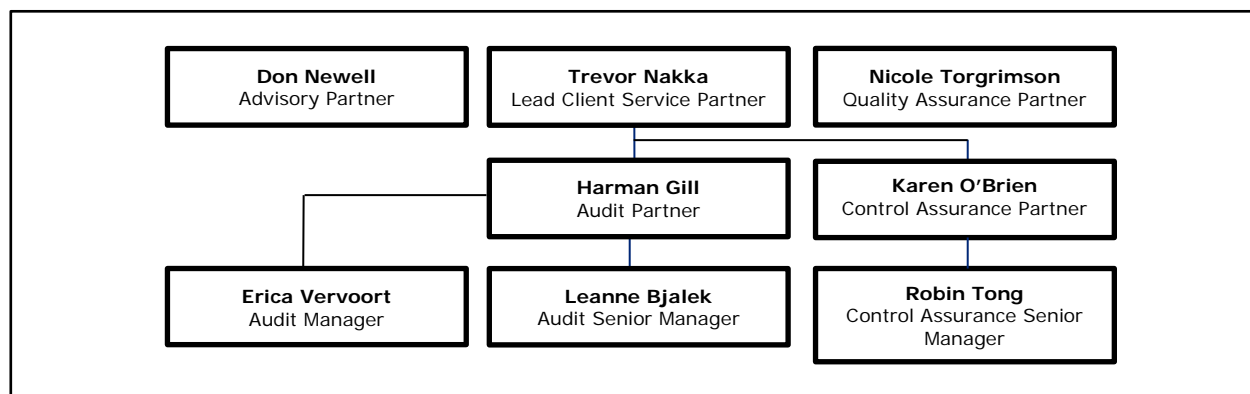 Don Newell
Advisory Partner
Trevor Nakka
Lead Client Service Partner
Nicole Torgrimson
Quality Assurance Partner
Harman Gill
Audit Partner
Karen O'Brien
Control Assurance Partner
Erica Vervoort
Audit Manager
Leanne Bjalek
Audit Senior Manager
Robin Tong
Control Assurance Senior
Manager